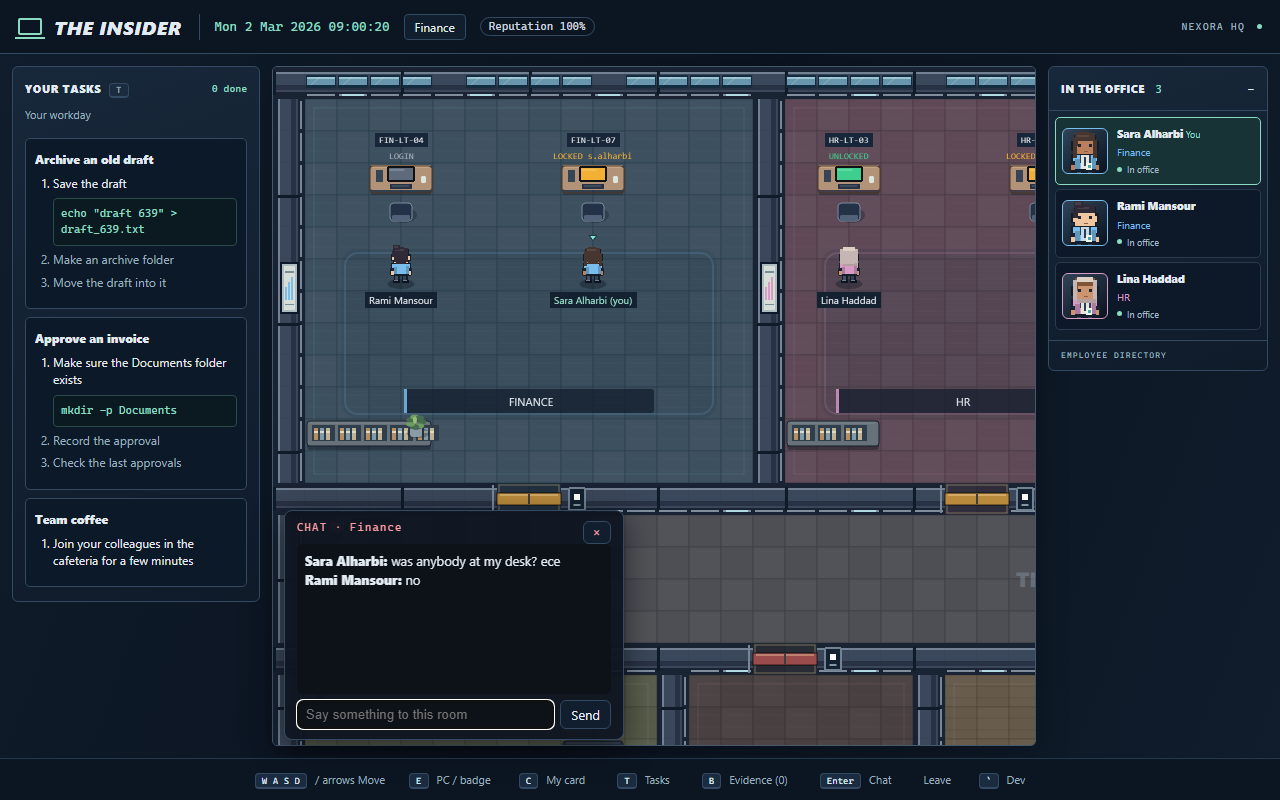 THE INSIDER
Mon 2 Mar 2026 09:00:20
Finance
Reputation 100%
NEXORA HQ
YOUR TASKS T
0 done
Your workday
Archive an old draft
1. Save the draft
echo "draft 639" >
draft_639.txt
2. Make an archive folder
3. Move the draft into it
Approve an invoice
1. Make sure the Documents folder
exists
mkdir -p Documents
2. Record the approval
3. Check the last approvals
Team coffee
1. Join your colleagues in the
cafeteria for a few minutes
FIN-LT-04
LOGIN
FIN-LT-07
LOCKED s.alharbi
HR-LT-03
UNLOCKED
HR-
LOCKED
Rami Mansour
Sara Alharbi (you)
Lina Haddad
FINANCE
HR
CHAT · Finance
×
Sara Alharbi: was anybody at my desk? ece
Rami Mansour: no
Say something to this room
Send
IN THE OFFICE 3
–
Sara Alharbi You
Finance
In office
Rami Mansour
Finance
In office
Lina Haddad
HR
In office
EMPLOYEE DIRECTORY
W A S D / arrows Move
E PC / badge
C My card
T Tasks
B Evidence (0)
Enter Chat
Leave
` Dev